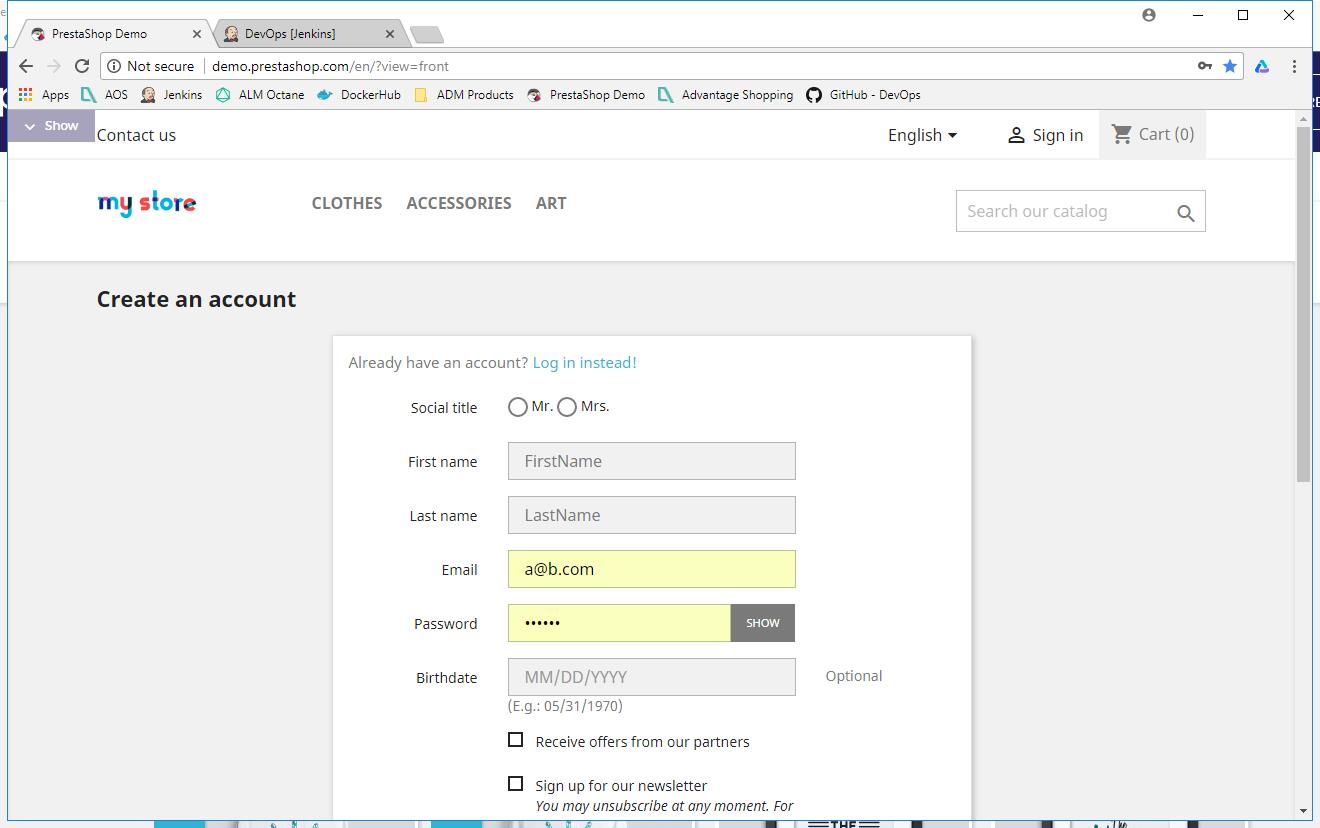 PrestaShop Demo
DevOps [Jenkins]
Not secure
demo.prestashop.com/en/?view=front
Apps AOS Jenkins ALM Octane DockerHub ADM Products PrestaShop Demo Advantage Shopping GitHub - DevOps
Show
Contact us
English
Sign in
Cart (0)
my store
CLOTHES ACCESSORIES ART
Search our catalog
Create an account
Already have an account? Log in instead!
Social title
Mr. Mrs.
First name
FirstName
Last name
LastName
Email
a@b.com
Password
••••••
SHOW
Birthdate
MM/DD/YYYY
Optional
(E.g.: 05/31/1970)
Receive offers from our partners
Sign up for our newsletter
You may unsubscribe at any moment. For
THE